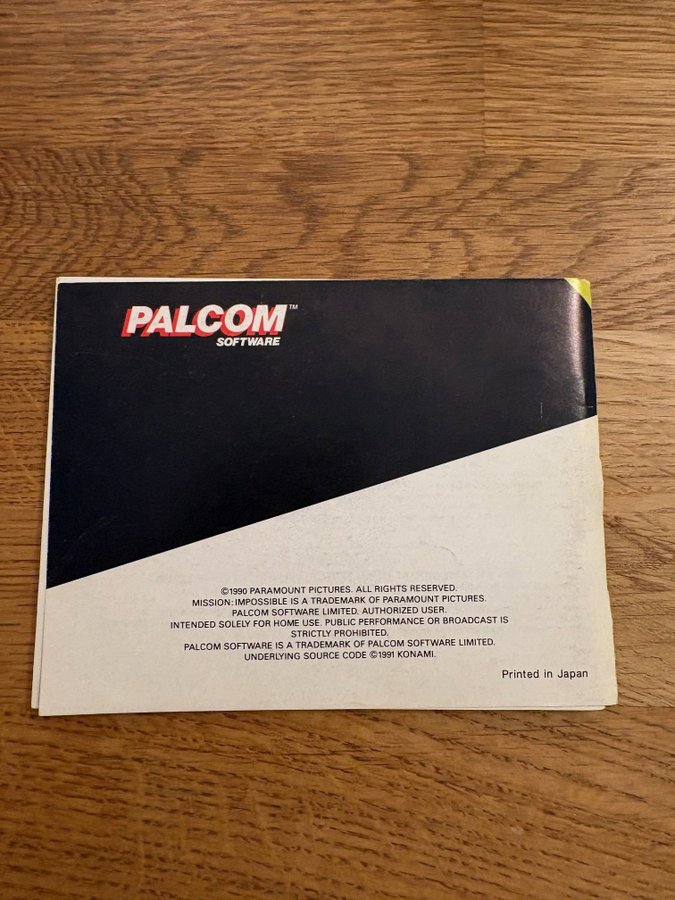 PALCOM™
SOFTWARE
©1990 PARAMOUNT PICTURES. ALL RIGHTS RESERVED.
MISSION: IMPOSSIBLE IS A TRADEMARK OF PARAMOUNT PICTURES.
PALCOM SOFTWARE LIMITED. AUTHORIZED USER.
INTENDED SOLELY FOR HOME USE. PUBLIC PERFORMANCE OR BROADCAST IS
STRICTLY PROHIBITED.
PALCOM SOFTWARE IS A TRADEMARK OF PALCOM SOFTWARE LIMITED.
UNDERLYING SOURCE CODE ©1991 KONAMI.
Printed in Japan